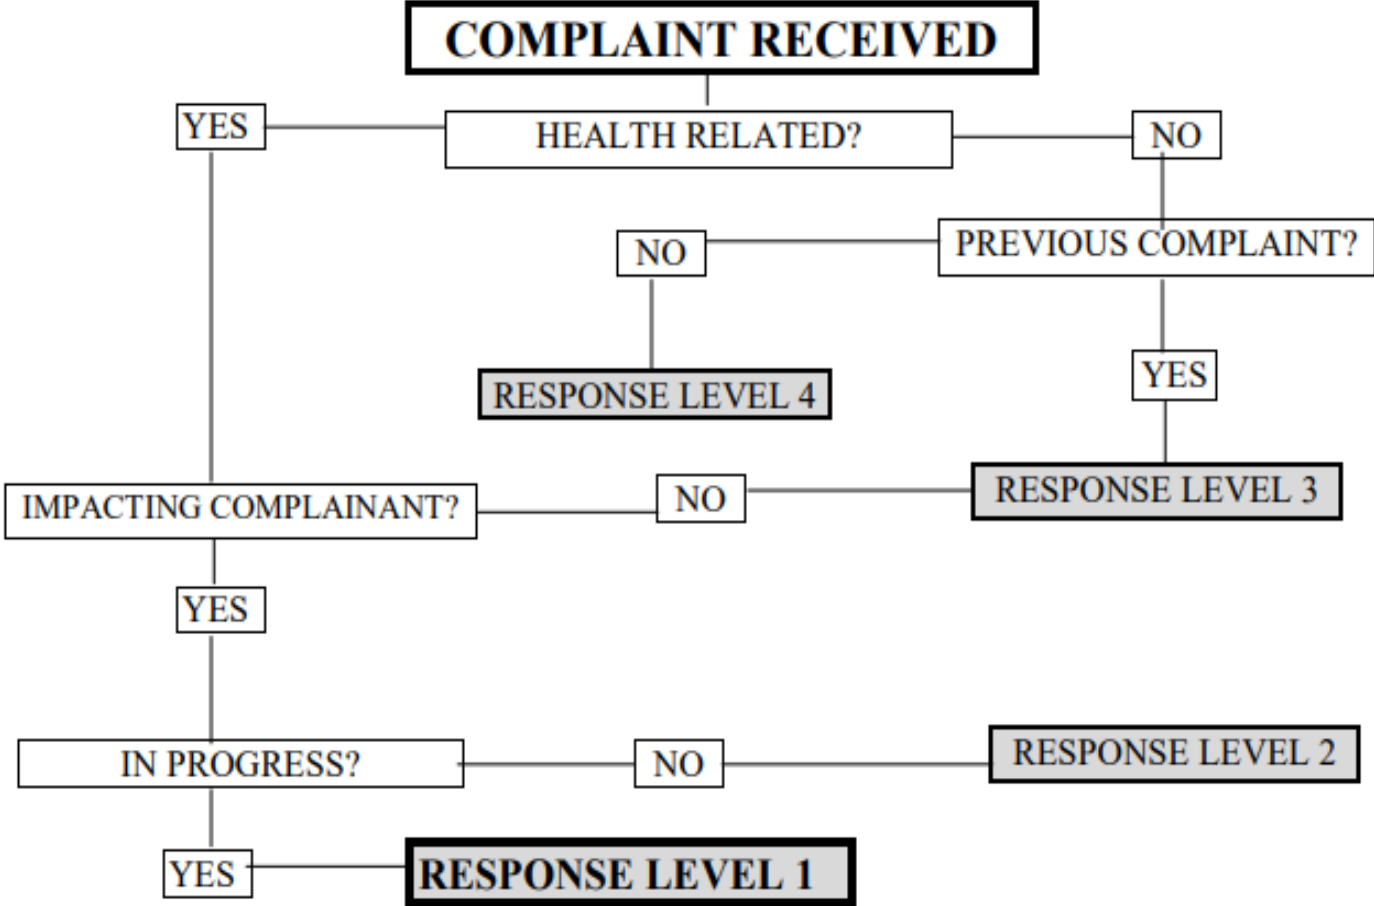 COMPLAINT RECEIVED
YES
HEALTH RELATED?
NO
NO
PREVIOUS COMPLAINT?
YES
RESPONSE LEVEL 4
IMPACTING COMPLAINANT?
NO
RESPONSE LEVEL 3
YES
IN PROGRESS?
NO
RESPONSE LEVEL 2
YES
RESPONSE LEVEL 1